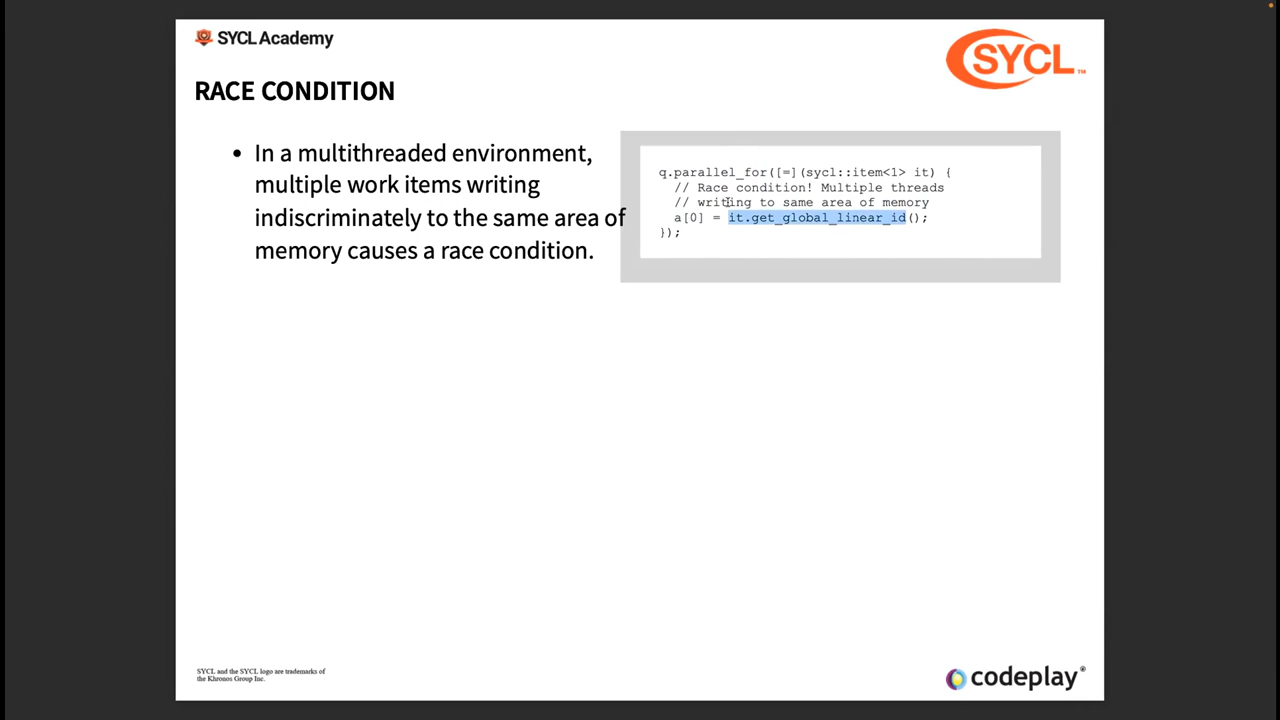 SYCL Academy
SYCL™
RACE CONDITION
• In a multithreaded environment,
multiple work items writing
indiscriminately to the same area of
memory causes a race condition.
q.parallel_for([=](sycl::item<1> it) {
  // Race condition! Multiple threads
  // writing to same area of memory
  a[0] = it.get_global_linear_id();
});
SYCL and the SYCL logo are trademarks of
the Khronos Group Inc.
codeplay®